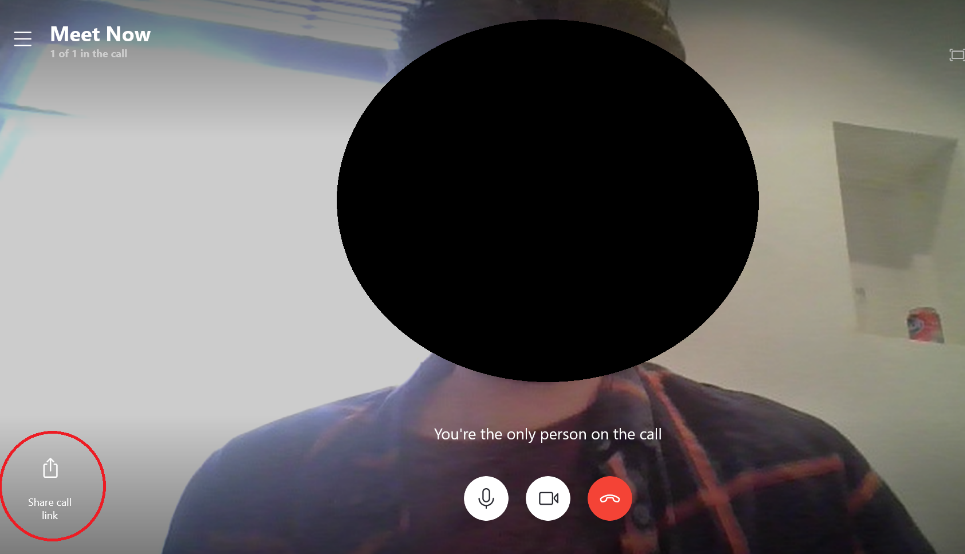 Meet Now
1 of 1 in the call
You're the only person on the call
Share call
link